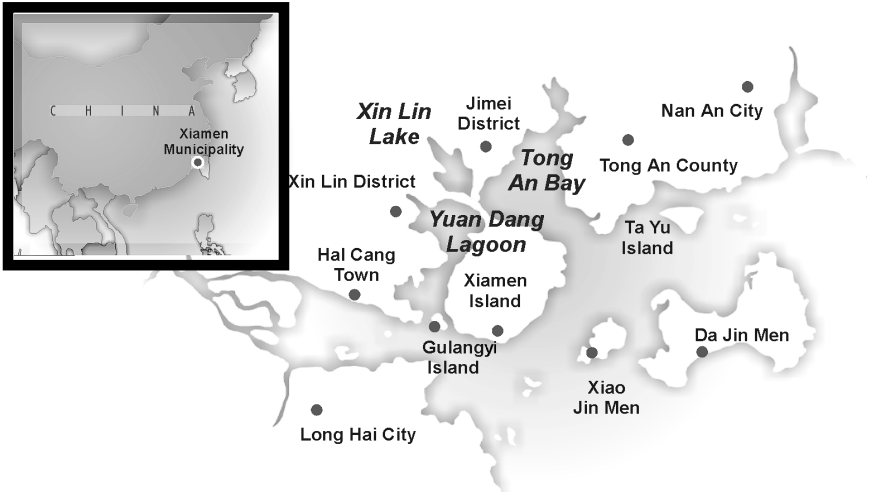 C H I N A
Xiamen
Municipality
Xin Lin
Lake
Jimei
District
Nan An City
Tong
An Bay
Tong An County
Xin Lin District
Yuan Dang
Lagoon
Ta Yu
Island
Hal Cang
Town
Xiamen
Island
Da Jin Men
Gulangyi
Island
Xiao
Jin Men
Long Hai City